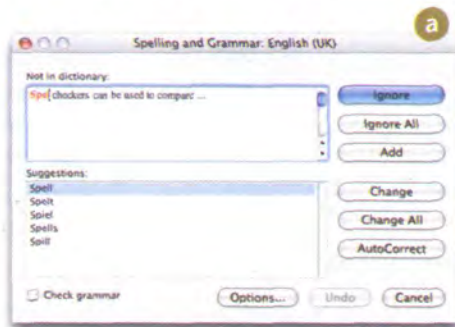 a
Spelling and Grammar: English (UK)
Not in dictionary:
Spel checkers can be used to compare ...
Ignore
Ignore All
Add
Suggestions:
Spell
Spelt
Spiel
Spells
Spill
Change
Change All
AutoCorrect
Check grammar
Options...
Undo
Cancel